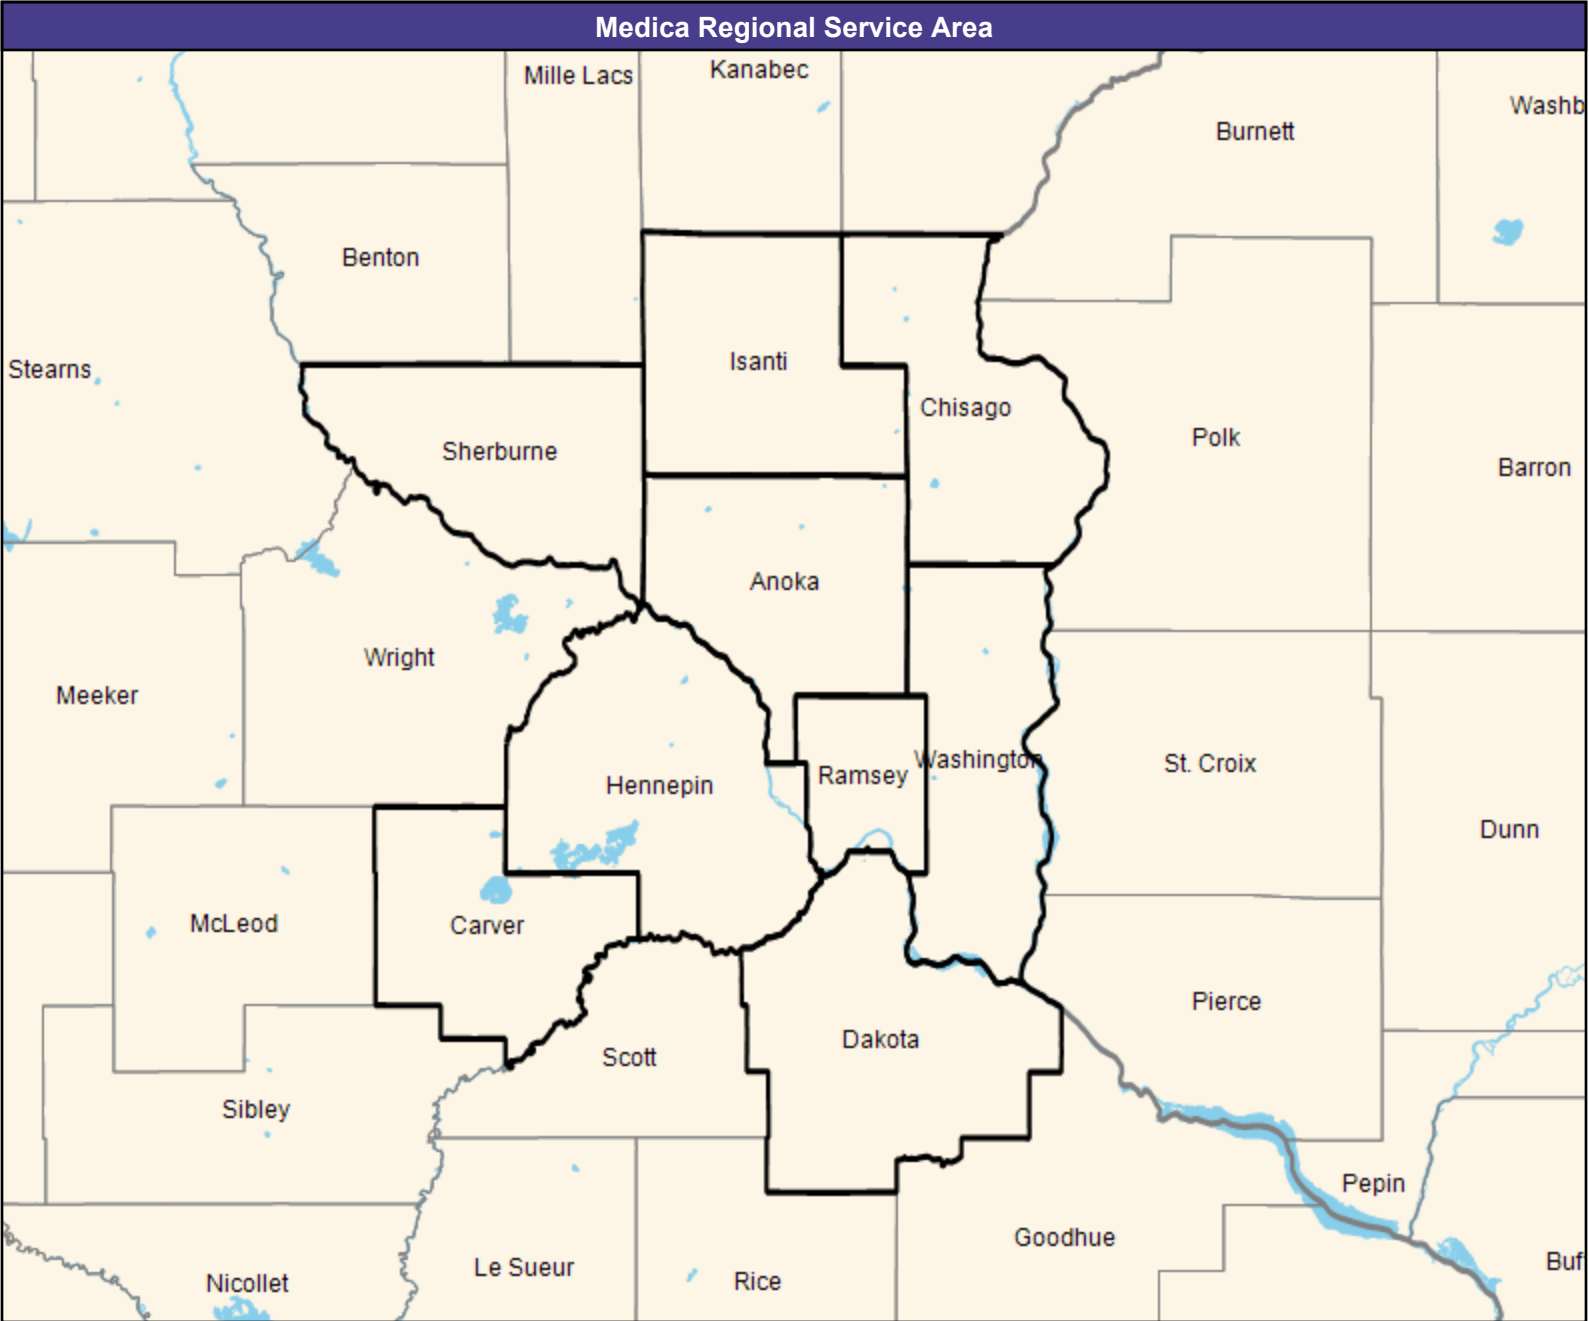 Medica Regional Service Area
Mille Lacs
Kanabec
Washb
Burnett
Benton
Stearns
Isanti
Chisago
Sherburne
Polk
Barron
Anoka
Wright
Meeker
Hennepin
Ramsey
Washington
St. Croix
Dunn
McLeod
Carver
Pierce
Scott
Dakota
Sibley
Pepin
Goodhue
Le Sueur
Rice
Nicollet
Buf